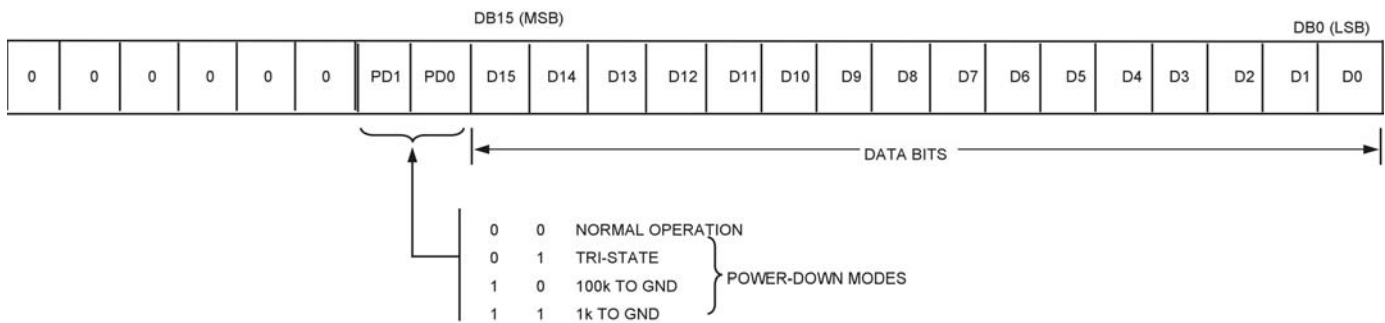 DB15 (MSB)
DB0 (LSB)
0 0 0 0 0 0 PD1 PD0 D15 D14 D13 D12 D11 D10 D9 D8 D7 D6 D5 D4 D3 D2 D1 D0
DATA BITS
0 0 NORMAL OPERATION
0 1 TRI-STATE
1 0 100k TO GND
POWER-DOWN MODES
1 1 1k TO GND